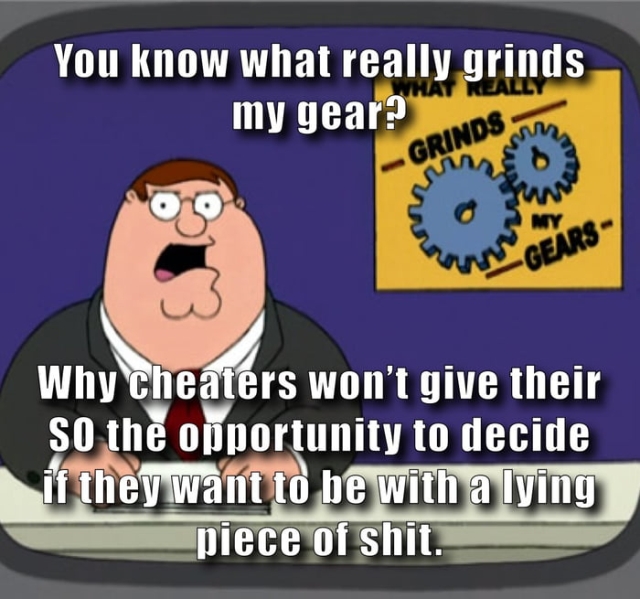 You know what really grinds
my gear?
WHAT REALLY
GRINDS
MY
GEARS
Why cheaters won't give their
SO the opportunity to decide
if they want to be with a lying
piece of shit.